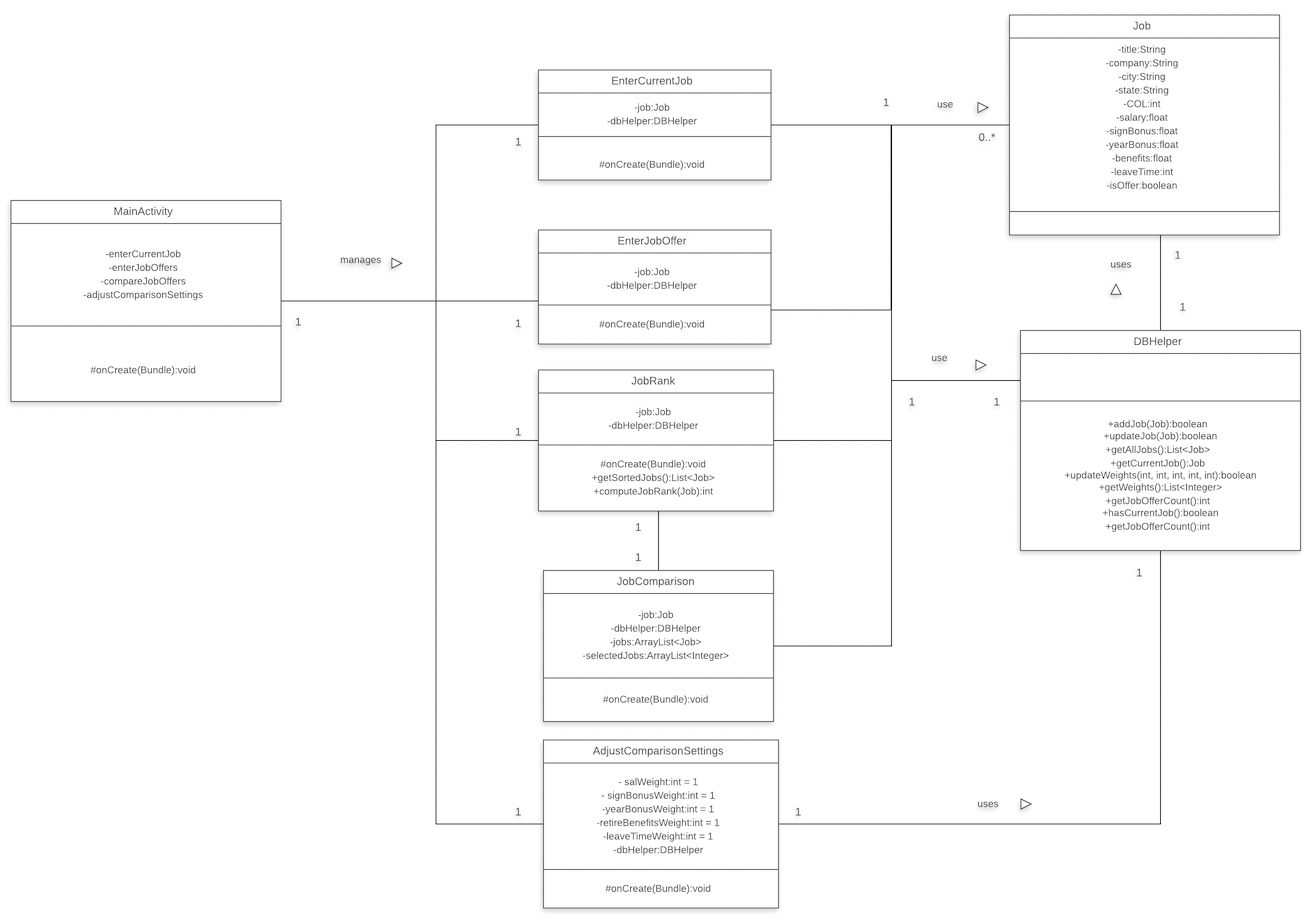 MainActivity
-enterCurrentJob
-enterJobOffers
-compareJobOffers
-adjustComparisonSettings
#onCreate(Bundle):void
manages
1
1
1
1
1
EnterCurrentJob
-job:Job
-dbHelper:DBHelper
#onCreate(Bundle):void
EnterJobOffer
-job:Job
-dbHelper:DBHelper
#onCreate(Bundle):void
JobRank
-job:Job
-dbHelper:DBHelper
#onCreate(Bundle):void
+getSortedJobs():List<Job>
+computeJobRank(Job):int
1
1
JobComparison
-job:Job
-dbHelper:DBHelper
-jobs:ArrayList<Job>
-selectedJobs:ArrayList<Integer>
#onCreate(Bundle):void
AdjustComparisonSettings
- salWeight:int = 1
- signBonusWeight:int = 1
-yearBonusWeight:int = 1
-retireBenefitsWeight:int = 1
-leaveTimeWeight:int = 1
-dbHelper:DBHelper
#onCreate(Bundle):void
1
use
0..*
Job
-title:String
-company:String
-city:String
-state:String
-COL:int
-salary:float
-signBonus:float
-yearBonus:float
-benefits:float
-leaveTime:int
-isOffer:boolean
1
uses
1
use
1
1
DBHelper
+addJob(Job):boolean
+updateJob(Job):boolean
+getAllJobs():List<Job>
+getCurrentJob():Job
+updateWeights(int, int, int, int, int):boolean
+getWeights():List<Integer>
+getJobOfferCount():int
+hasCurrentJob():boolean
+getJobOfferCount():int
1
1
uses